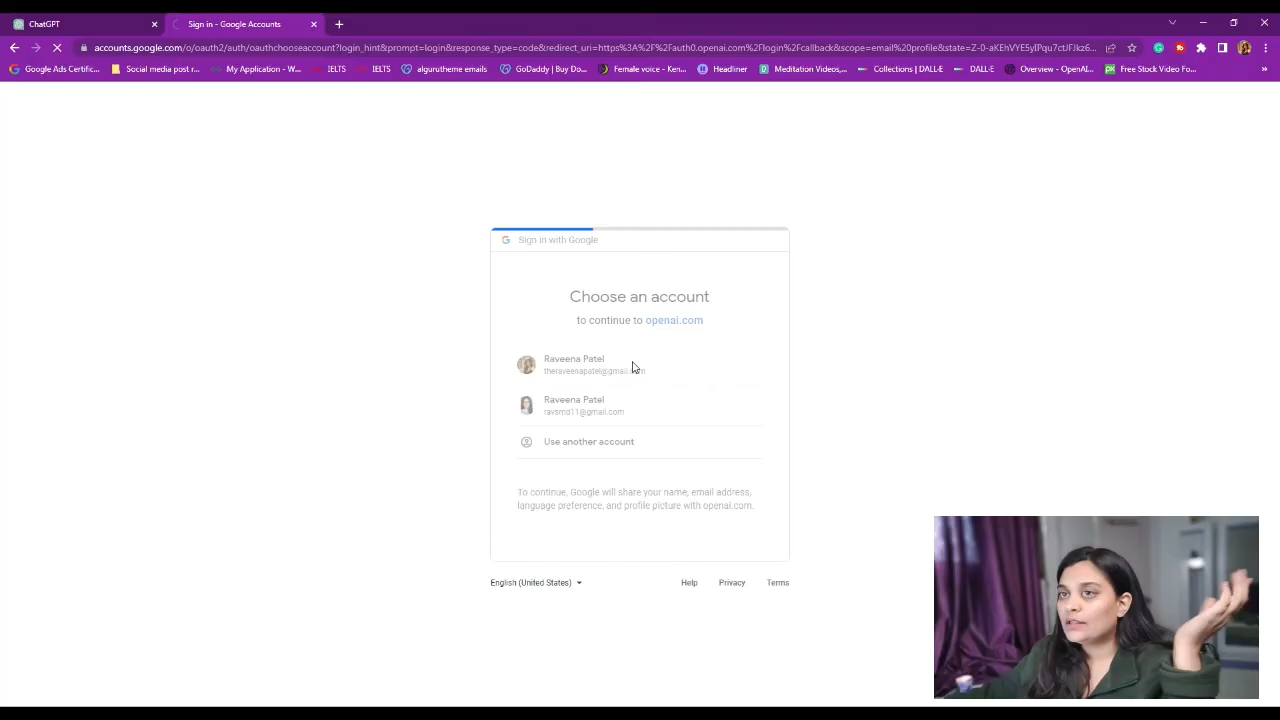 ChatGPT
Sign in - Google Accounts
accounts.google.com/o/oauth2/auth/oauthchooseaccount?login_hint&prompt=login&response_type=code&redirect_uri=https%3A%2F%2Fauth0.openai.com%2Flogin%2Fcallback&scope=email%20profile&state=
Google Ads Certific...
Social media post r...
My Application - W...
IELTS
IELTS
algurutheme emails
GoDaddy | Buy Do...
Female voice - Ken...
Headliner
Meditation Videos,...
Collections | DALL·E
DALL·E
Overview - OpenAI...
Free Stock Video Fo...
»
Sign in with Google
Choose an account
to continue to openai.com
Raveena Patel
theraveenapatel@gmail.com
Raveena Patel
ravsmd11@gmail.com
Use another account
To continue, Google will share your name, email address,
language preference, and profile picture with openai.com.
English (United States)
Help
Privacy
Terms